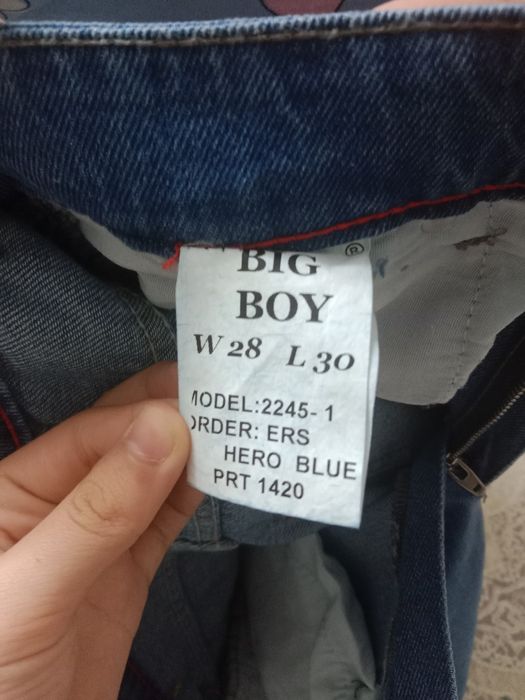 BIG ®
BOY
W 28 L 30
MODEL:2245-1
ORDER: ERS
HERO BLUE
PRT 1420